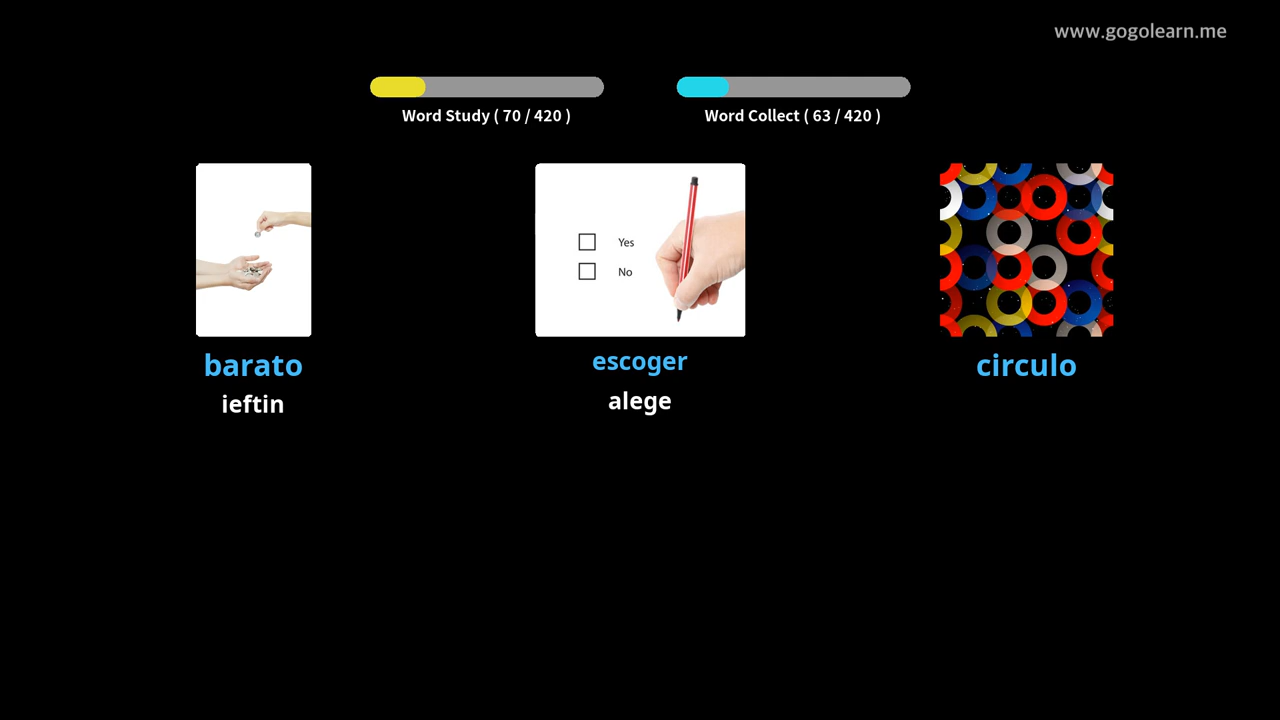 www.gogolearn.me
Word Study ( 70 / 420 )
Word Collect ( 63 / 420 )
Yes
No
barato
ieftin
escoger
alege
circulo